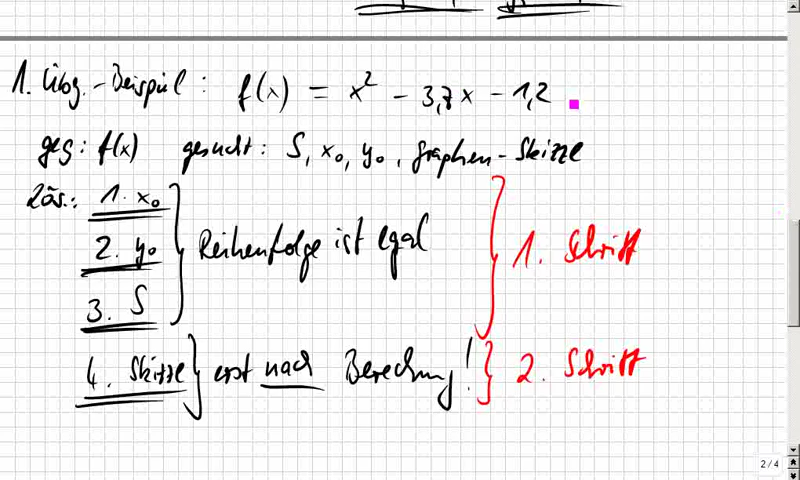 1. Übg.-Beispiel: f(x) = x² - 3,7x - 1,2
geg: f(x) gesucht: S, x₀, y₀, Graphen-Skizze
Lös.: 1. x₀
2. y₀ Reihenfolge ist egal 1. Schritt
3. S
4. Skizze erst nach Berechnung! 2. Schritt
2/4